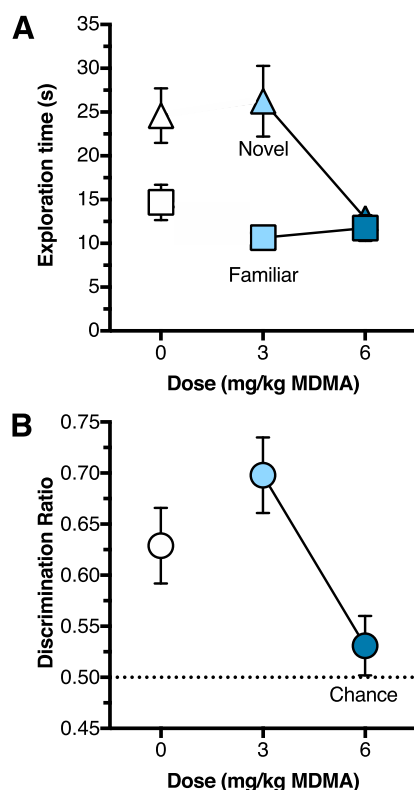 A
35
30
25
20
15
10
5
0
Exploration time (s)
Novel
Familiar
0 3 6
Dose (mg/kg MDMA)
B
0.75
0.70
0.65
0.60
0.55
0.50
0.45
Discrimination Ratio
Chance
0 3 6
Dose (mg/kg MDMA)